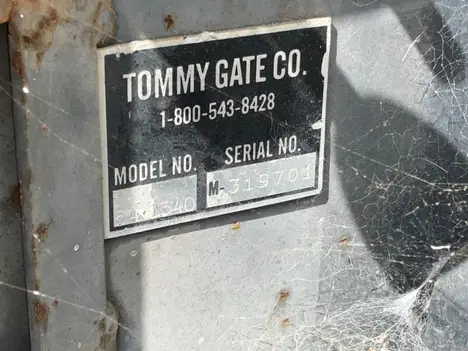 TOMMY GATE CO.
1-800-543-8428
MODEL NO. SERIAL NO.
M-319701